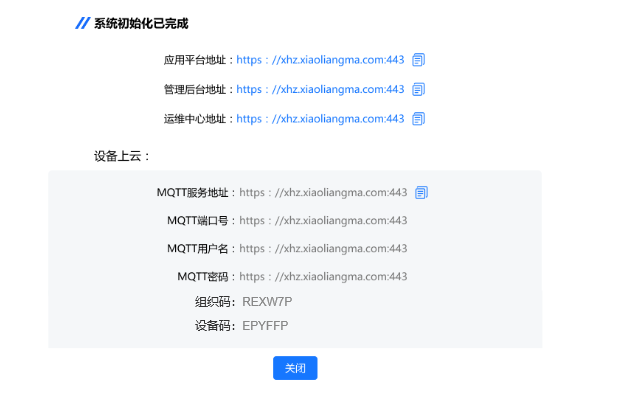 系统初始化已完成
应用平台地址：https：//xhz.xiaoliangma.com:443
管理后台地址：https：//xhz.xiaoliangma.com:443
运维中心地址：https：//xhz.xiaoliangma.com:443
设备上云：
MQTT服务地址：https：//xhz.xiaoliangma.com:443
MQTT端口号：https：//xhz.xiaoliangma.com:443
MQTT用户名：https：//xhz.xiaoliangma.com:443
MQTT密码：https：//xhz.xiaoliangma.com:443
组织码：REXW7P
设备码：EPYFFP
关闭